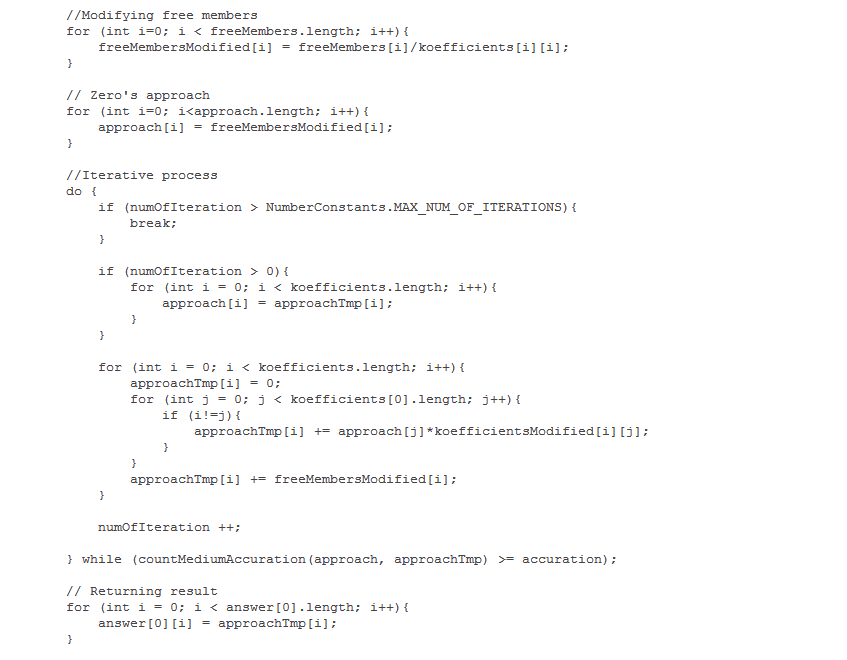 //Modifying free members
for (int i=0; i < freeMembers.length; i++){
freeMembersModified[i] = freeMembers[i]/koefficients[i][i];
}
// Zero's approach
for (int i=0; i<approach.length; i++){
approach[i] = freeMembersModified[i];
}
//Iterative process
do {
if (numOfIteration > NumberConstants.MAX_NUM_OF_ITERATIONS){
break;
}
if (numOfIteration > 0){
for (int i = 0; i < koefficients.length; i++){
approach[i] = approachTmp[i];
}
}
for (int i = 0; i < koefficients.length; i++){
approachTmp[i] = 0;
for (int j = 0; j < koefficients[0].length; j++){
if (i!=j){
approachTmp[i] += approach[j]*koefficientsModified[i][j];
}
}
approachTmp[i] += freeMembersModified[i];
}
numOfIteration ++;
} while (countMediumAccuration(approach, approachTmp) >= accuration);
// Returning result
for (int i = 0; i < answer[0].length; i++){
answer[0][i] = approachTmp[i];
}